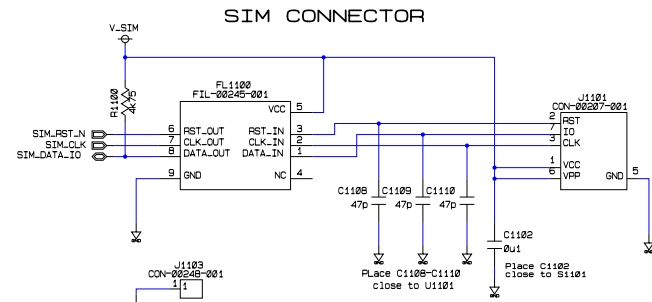 SIM CONNECTOR
V_SIM
R1100
4k75
FL1100
FIL-00245-001
VCC 5
SIM_RST_N 6 RST_OUT RST_IN 3
SIM_CLK 7 CLK_OUT CLK_IN 2
SIM_DATA_IO 8 DATA_OUT DATA_IN 1
9 GND NC 4
J1101
CON-00207-001
2 RST
7 IO
3 CLK
1 VCC
6 VPP GND 5
C1108 C1109 C1110
47p 47p 47p
C1102
0u1
Place C1108-C1110
close to U1101
Place C1102
close to S1101
J1103
CON-00248-001
1 1